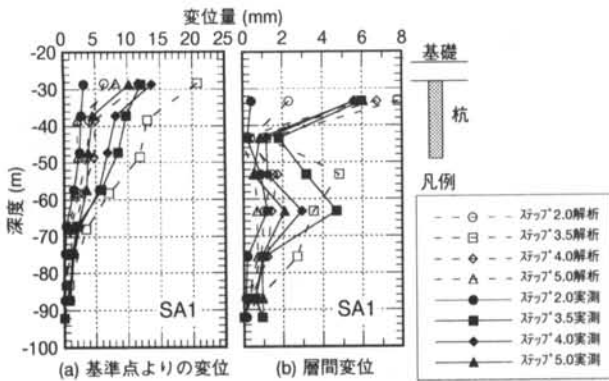 変位量 (mm)
0 5 10 15 20 25 0 2 4 6 8
-20
-30
-40
-50
-60
-70
-80
-90
-100
深度 (m)
SA1
SA1
(a) 基準点よりの変位
(b) 層間変位
基礎
杭
凡例
ステップ2.0解析
ステップ3.5解析
ステップ4.0解析
ステップ5.0解析
ステップ2.0実測
ステップ3.5実測
ステップ4.0実測
ステップ5.0実測